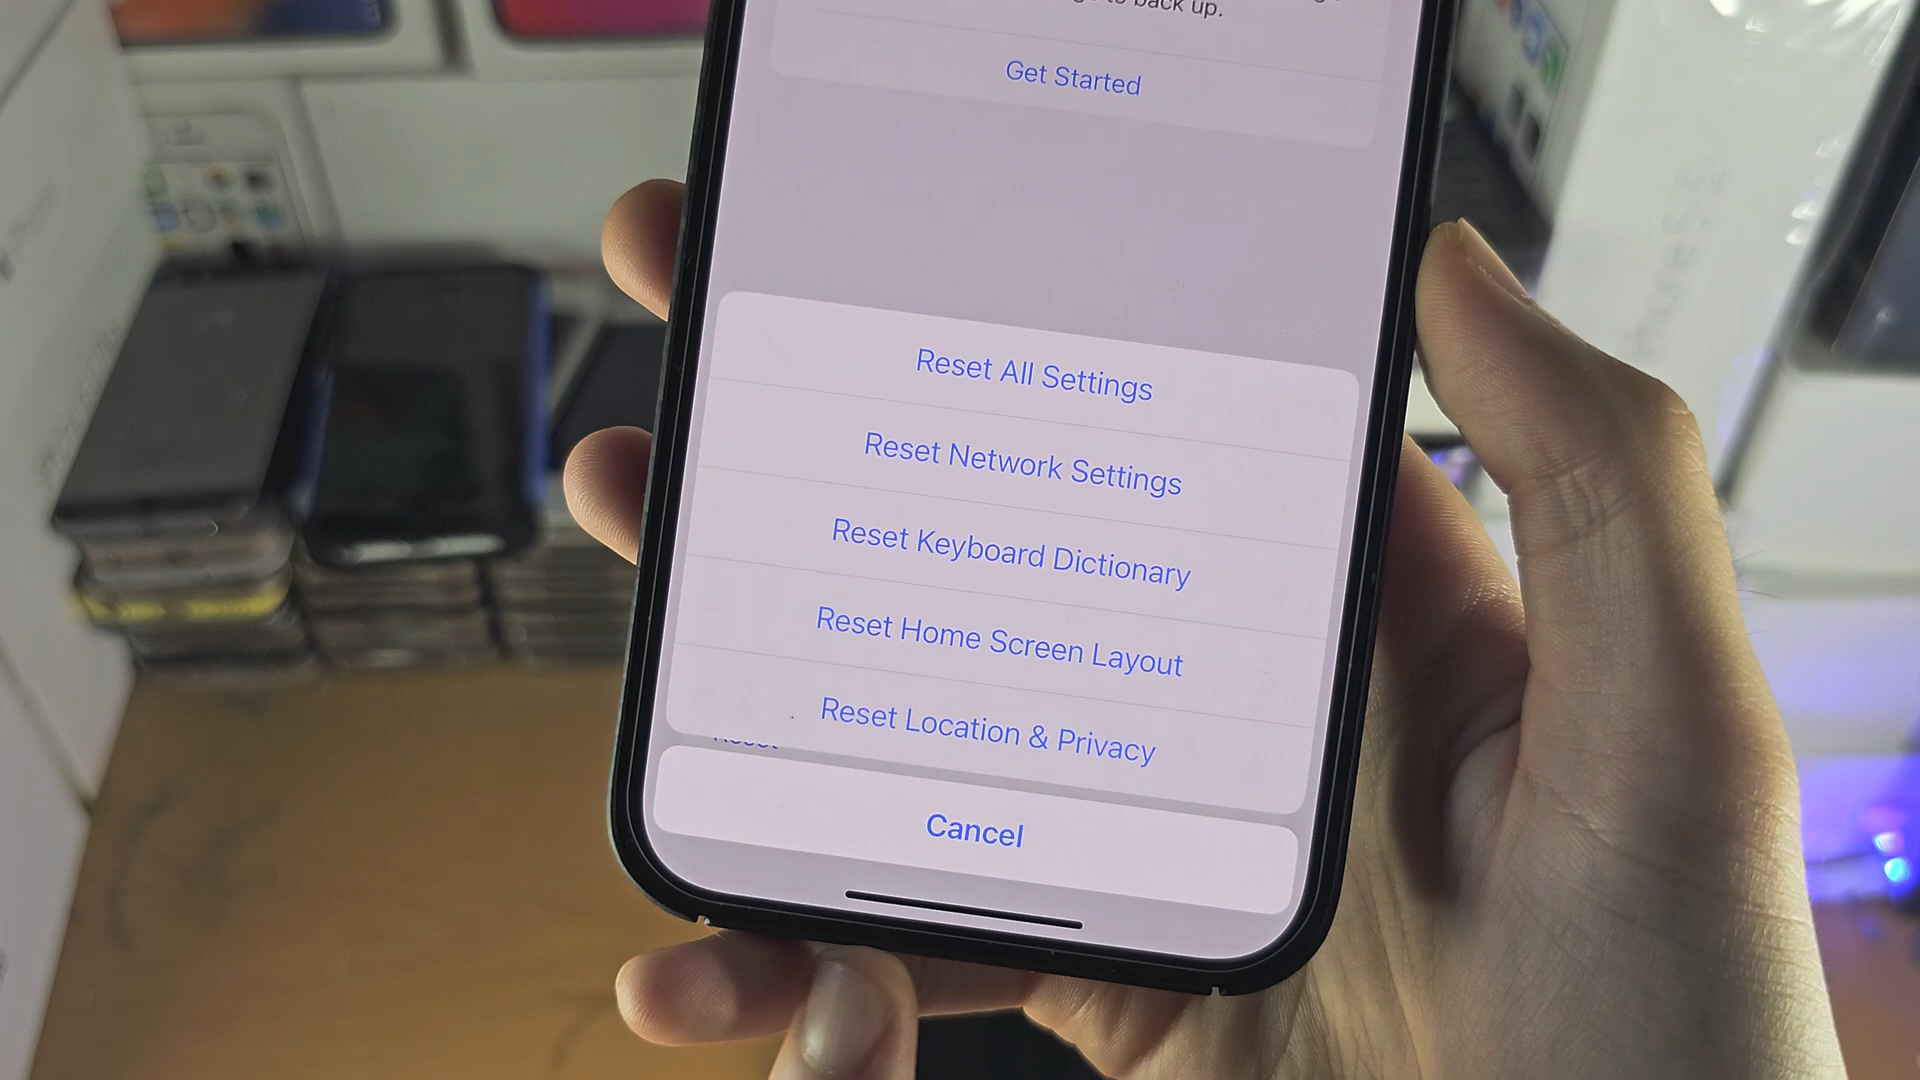 to back up.
Get Started
Reset All Settings
Reset Network Settings
Reset Keyboard Dictionary
Reset Home Screen Layout
Reset Location & Privacy
Reset
Cancel